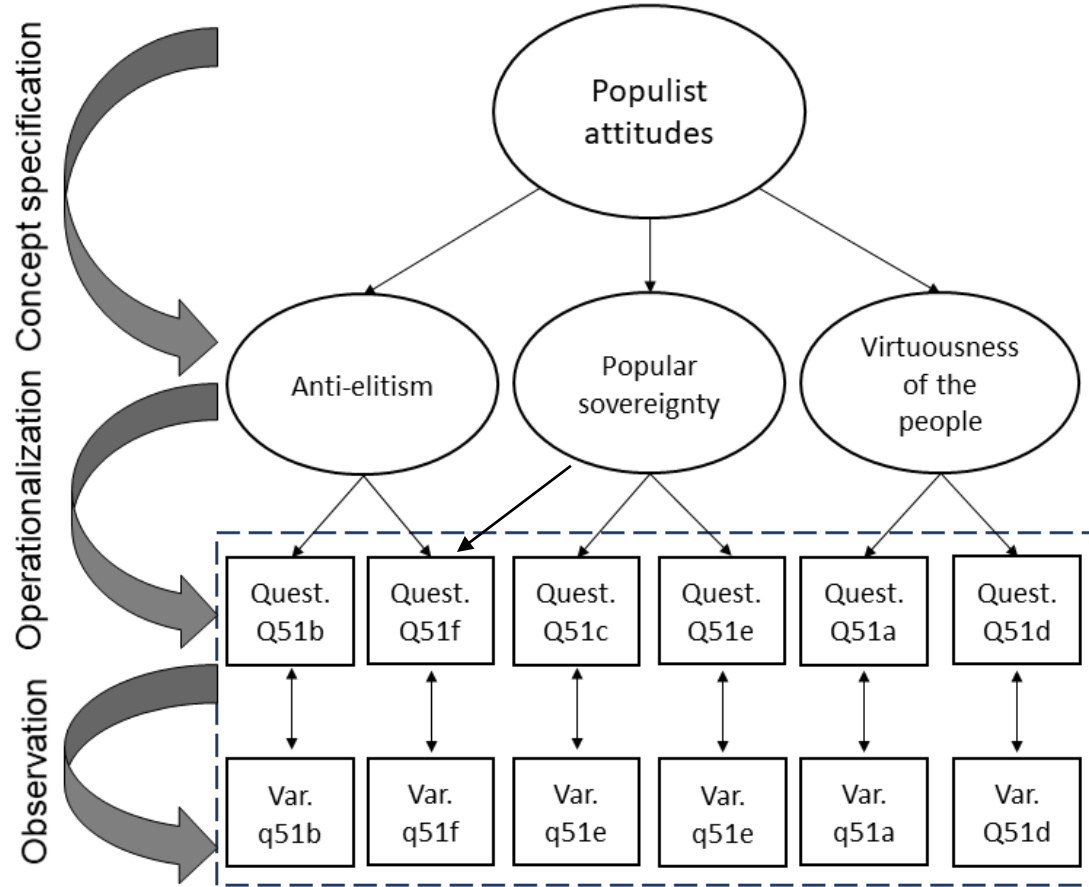 Concept specification
Operationalization
Observation
Populist
attitudes
Anti-elitism
Popular
sovereignty
Virtuousness
of the
people
Quest.
Q51b
Quest.
Q51f
Quest.
Q51c
Quest.
Q51e
Quest.
Q51a
Quest.
Q51d
Var.
q51b
Var.
q51f
Var.
q51e
Var.
q51e
Var.
q51a
Var.
Q51d